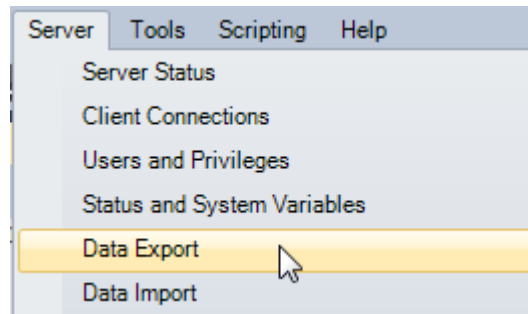 Server Tools Scripting Help
Server Status
Client Connections
Users and Privileges
Status and System Variables
Data Export
Data Import